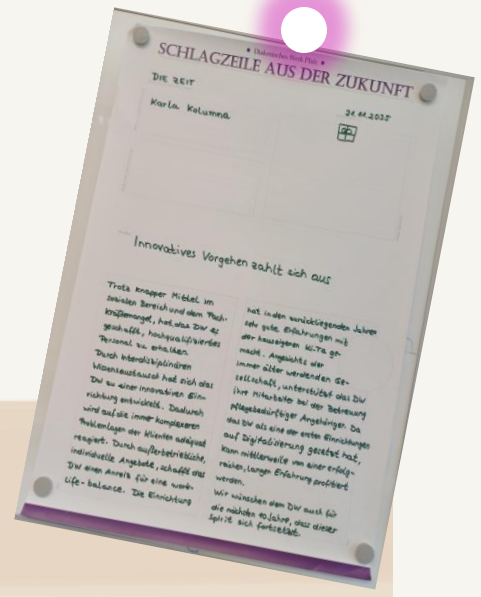 Diakonisches Werk Pfalz
SCHLAGZEILE AUS DER ZUKUNFT
DIE ZEIT
Karla Kolumna
21.11.2025
Innovatives Vorgehen zahlt sich aus
Trotz knapper Mittel im
sozialen Bereich und dem Fach-
kräftemangel, hat das DW es
geschafft, hochqualifiziertes
Personal zu erhalten.
Durch interdisziplinären
Wissensaustausch hat sich das
DW zu einer innovativen Ein-
richtung entwickelt. Dadurch
wird auf die immer komplexeren
Problemlagen der Klienten adäquat
reagiert. Durch außerbetriebliche,
individuelle Angebote, schafft das
DW einen Anreiz für eine work-
life-balance. Die Einrichtung
hat in den zurückliegenden Jahren
sehr gute Erfahrungen mit
der hauseigenen Ki-Ta ge-
macht. Angesichts der
immer älter werdenden Ge-
sellschaft, unterstützt das DW
ihre Mitarbeiter bei der Betreuung
pflegebedürftiger Angehöriger. Da
das DW als eine der ersten Einrichtungen
auf Digitalisierung gesetzt hat,
kann mittlerweile von einer erfolg-
reichen, langen Erfahrung profitiert
werden.
Wir wünschen dem DW auch für
die nächsten 50 Jahre, dass dieser
Spirit sich fortsetzt.